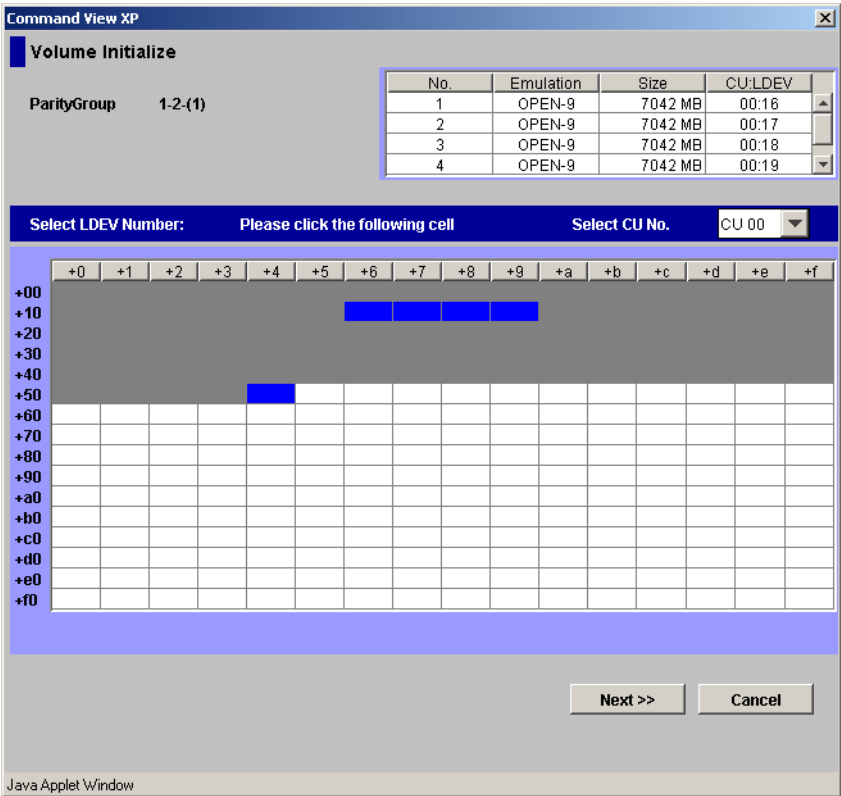 Command View XP
Volume Initialize
ParityGroup 1-2-(1)
No. Emulation Size CU:LDEV
1 OPEN-9 7042 MB 00:16
2 OPEN-9 7042 MB 00:17
3 OPEN-9 7042 MB 00:18
4 OPEN-9 7042 MB 00:19
Select LDEV Number: Please click the following cell Select CU No. CU 00
+0 +1 +2 +3 +4 +5 +6 +7 +8 +9 +a +b +c +d +e +f
+00
+10
+20
+30
+40
+50
+60
+70
+80
+90
+a0
+b0
+c0
+d0
+e0
+f0
Next >> Cancel
Java Applet Window